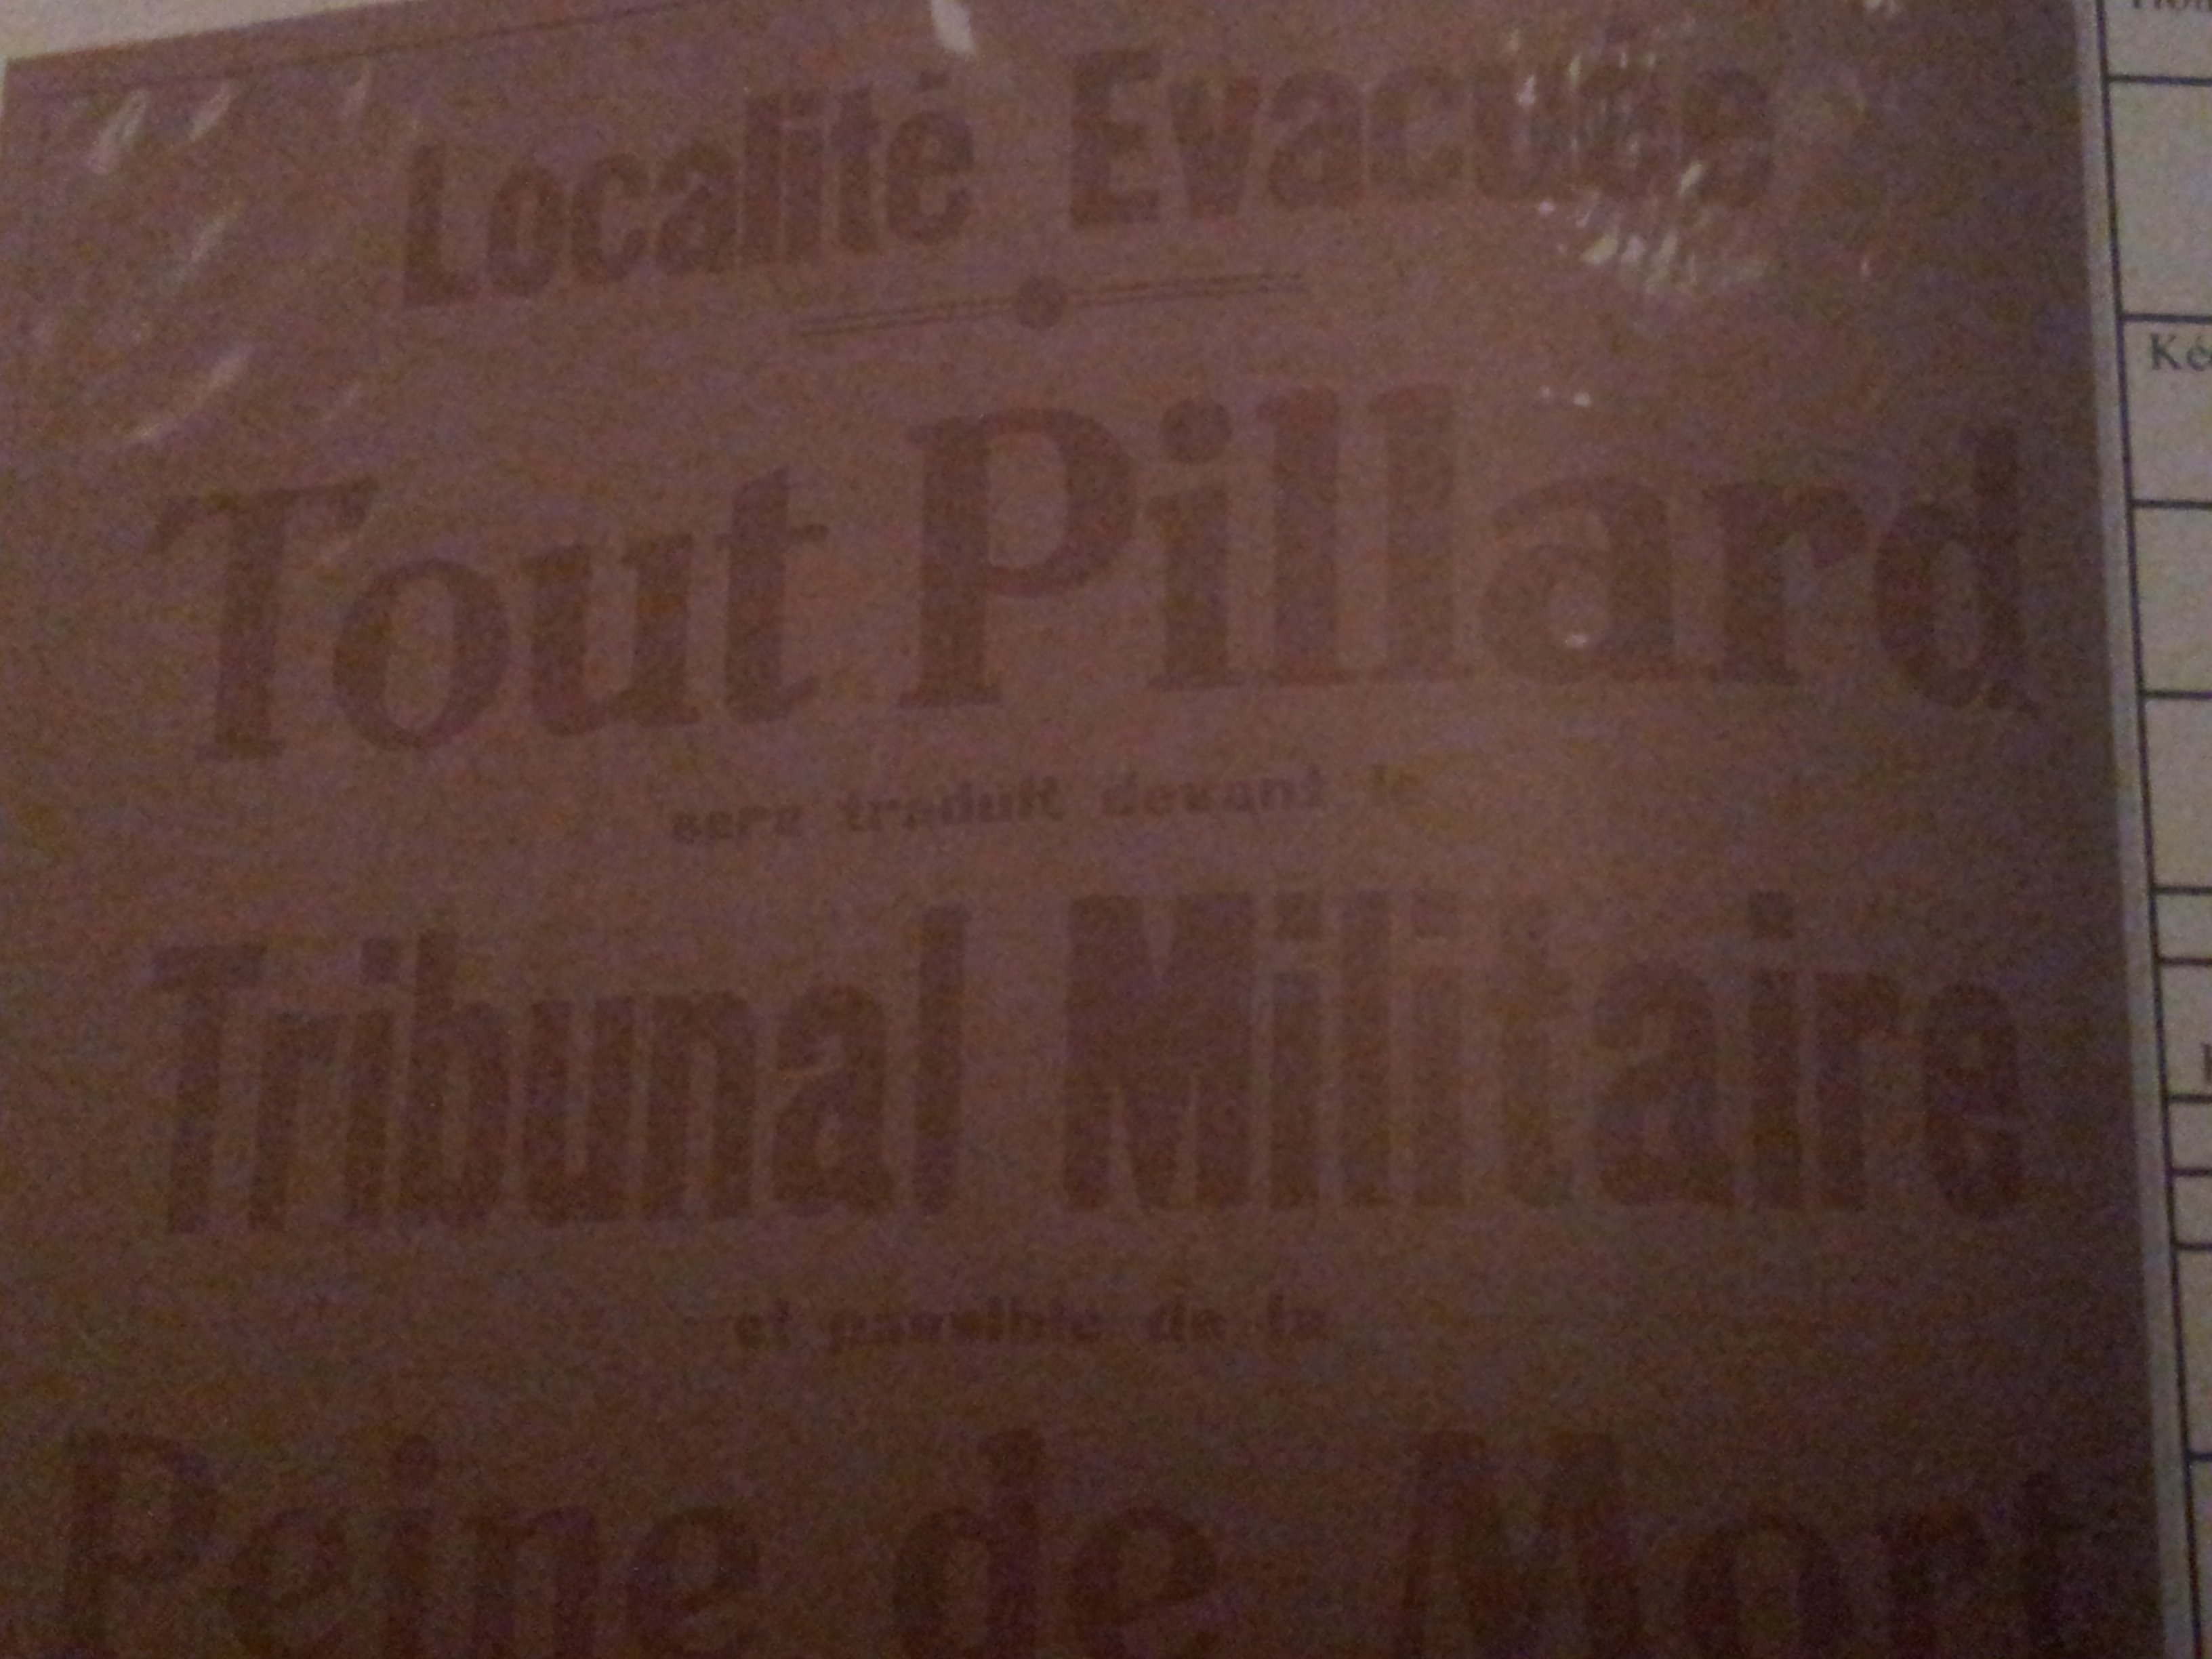 Localité Evacuée
Tout Pillard
sera traduit devant le
Tribunal Militaire
et passible de la
Peine de Mort